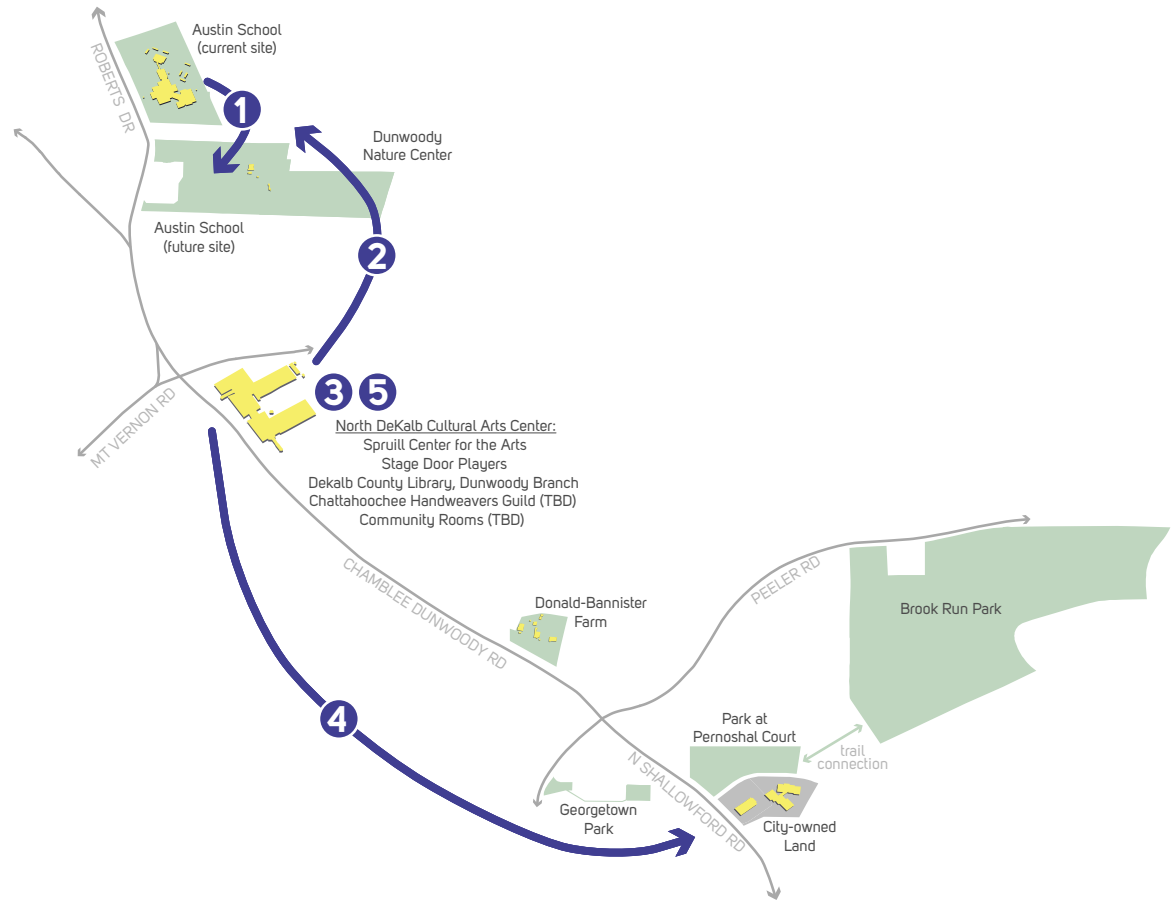 Austin School
(current site)
ROBERTS DR
1
Dunwoody
Nature Center
Austin School
(future site)
2
3 5
MT VERNON RD
North DeKalb Cultural Arts Center:
Spruill Center for the Arts
Stage Door Players
Dekalb County Library, Dunwoody Branch
Chattahoochee Handweavers Guild (TBD)
Community Rooms (TBD)
CHAMBLEE DUNWOODY RD
PEELER RD
Donald-Bannister
Farm
Brook Run Park
4
Park at
Pernoshal Court
trail
connection
N SHALLOWFORD RD
Georgetown
Park
City-owned
Land